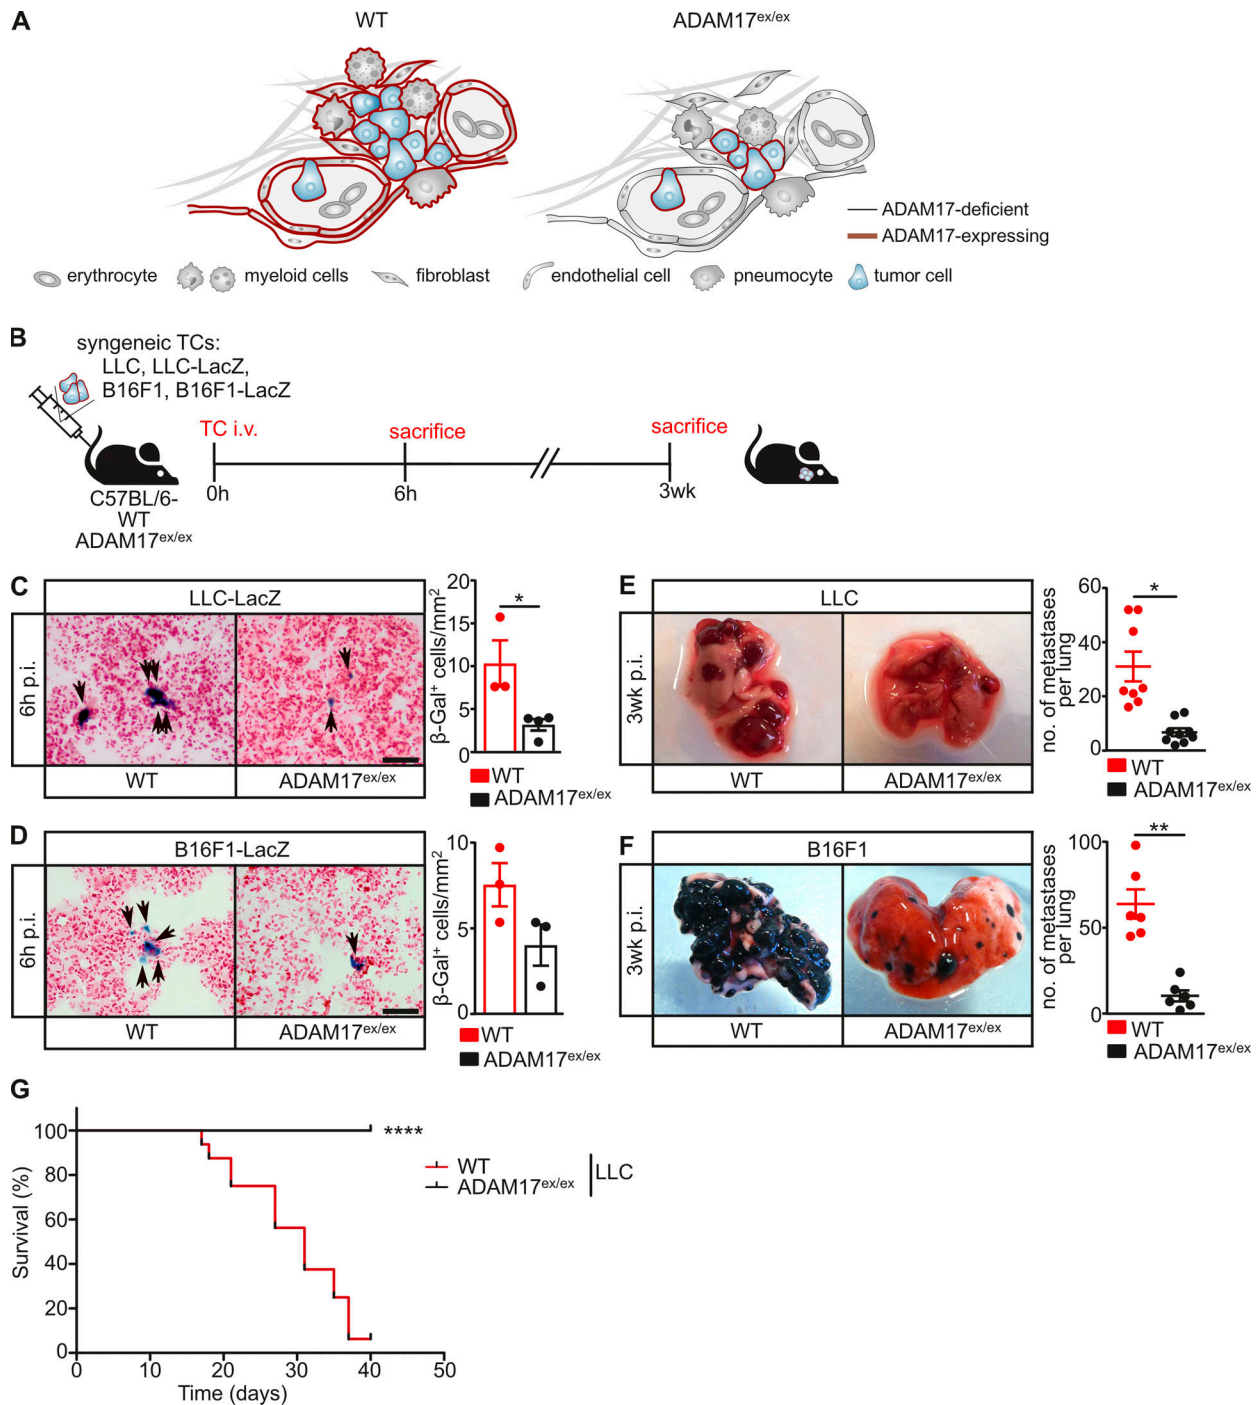 A
WT
ADAM17ex/ex
ADAM17-deficient
ADAM17-expressing
erythrocyte
myeloid cells
fibroblast
endothelial cell
pneumocyte
tumor cell
B
syngeneic TCs:
LLC, LLC-LacZ,
B16F1, B16F1-LacZ
TC i.v.
sacrifice
sacrifice
0h
6h
3wk
C57BL/6-
WT
ADAM17ex/ex
C
LLC-LacZ
6h p.i.
WT
ADAM17ex/ex
β-Gal+ cells/mm2
20
15
10
5
0
*
WT
ADAM17ex/ex
E
LLC
3wk p.i.
WT
ADAM17ex/ex
no. of metastases
per lung
60
40
20
0
*
WT
ADAM17ex/ex
D
B16F1-LacZ
6h p.i.
WT
ADAM17ex/ex
β-Gal+ cells/mm2
10
5
0
WT
ADAM17ex/ex
F
B16F1
3wk p.i.
WT
ADAM17ex/ex
no. of metastases
per lung
100
50
0
**
WT
ADAM17ex/ex
G
Survival (%)
100
80
60
40
20
0
0
10
20
30
40
50
Time (days)
****
WT
ADAM17ex/ex
LLC